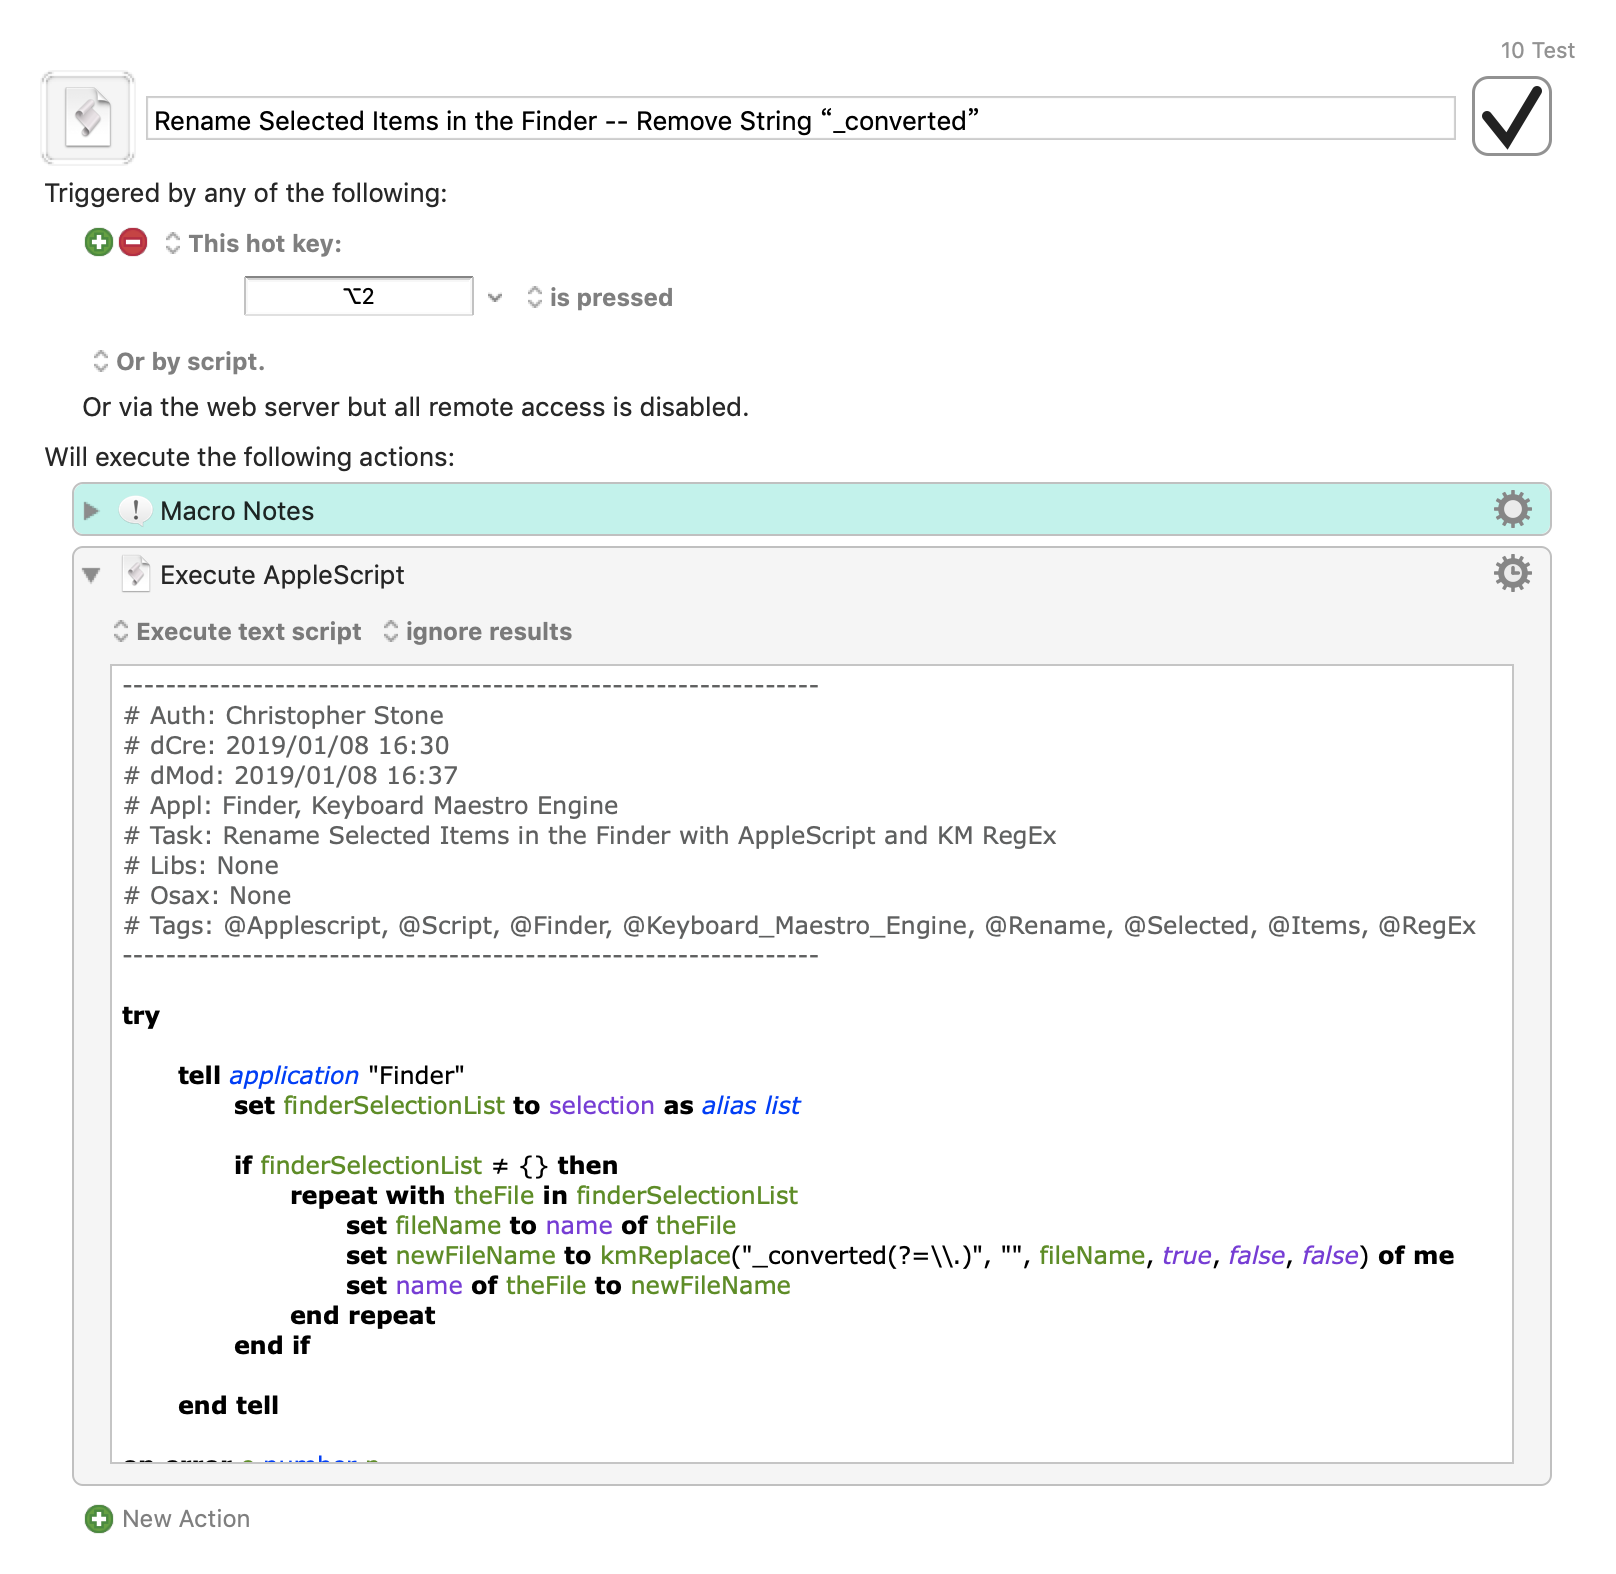 10 Test
Rename Selected Items in the Finder -- Remove String “_converted”
Triggered by any of the following:
This hot key:
⌥2 is pressed
Or by script.
Or via the web server but all remote access is disabled.
Will execute the following actions:
Macro Notes
Execute AppleScript
Execute text script ignore results
----------------------------------------------------------------
# Auth: Christopher Stone
# dCre: 2019/01/08 16:30
# dMod: 2019/01/08 16:37
# Appl: Finder, Keyboard Maestro Engine
# Task: Rename Selected Items in the Finder with AppleScript and KM RegEx
# Libs: None
# Osax: None
# Tags: @Applescript, @Script, @Finder, @Keyboard_Maestro_Engine, @Rename, @Selected, @Items, @RegEx
----------------------------------------------------------------
try
tell application "Finder"
set finderSelectionList to selection as alias list
if finderSelectionList ≠ {} then
repeat with theFile in finderSelectionList
set fileName to name of theFile
set newFileName to kmReplace("_converted(?=\\.)", "", fileName, true, false, false) of me
set name of theFile to newFileName
end repeat
end if
end tell
on error e number n
New Action